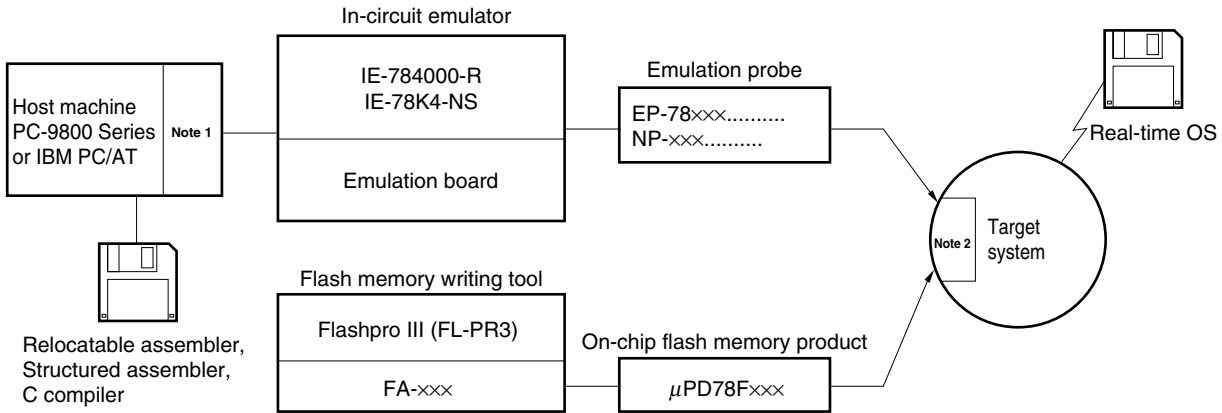 In-circuit emulator
Host machine
PC-9800 Series
or IBM PC/AT
Note 1
IE-784000-R
IE-78K4-NS
Emulation board
Emulation probe
EP-78×××..........
NP-×××..........
Real-time OS
Note 2
Target
system
Relocatable assembler,
Structured assembler,
C compiler
Flash memory writing tool
Flashpro III (FL-PR3)
FA-×××
On-chip flash memory product
μPD78F×××